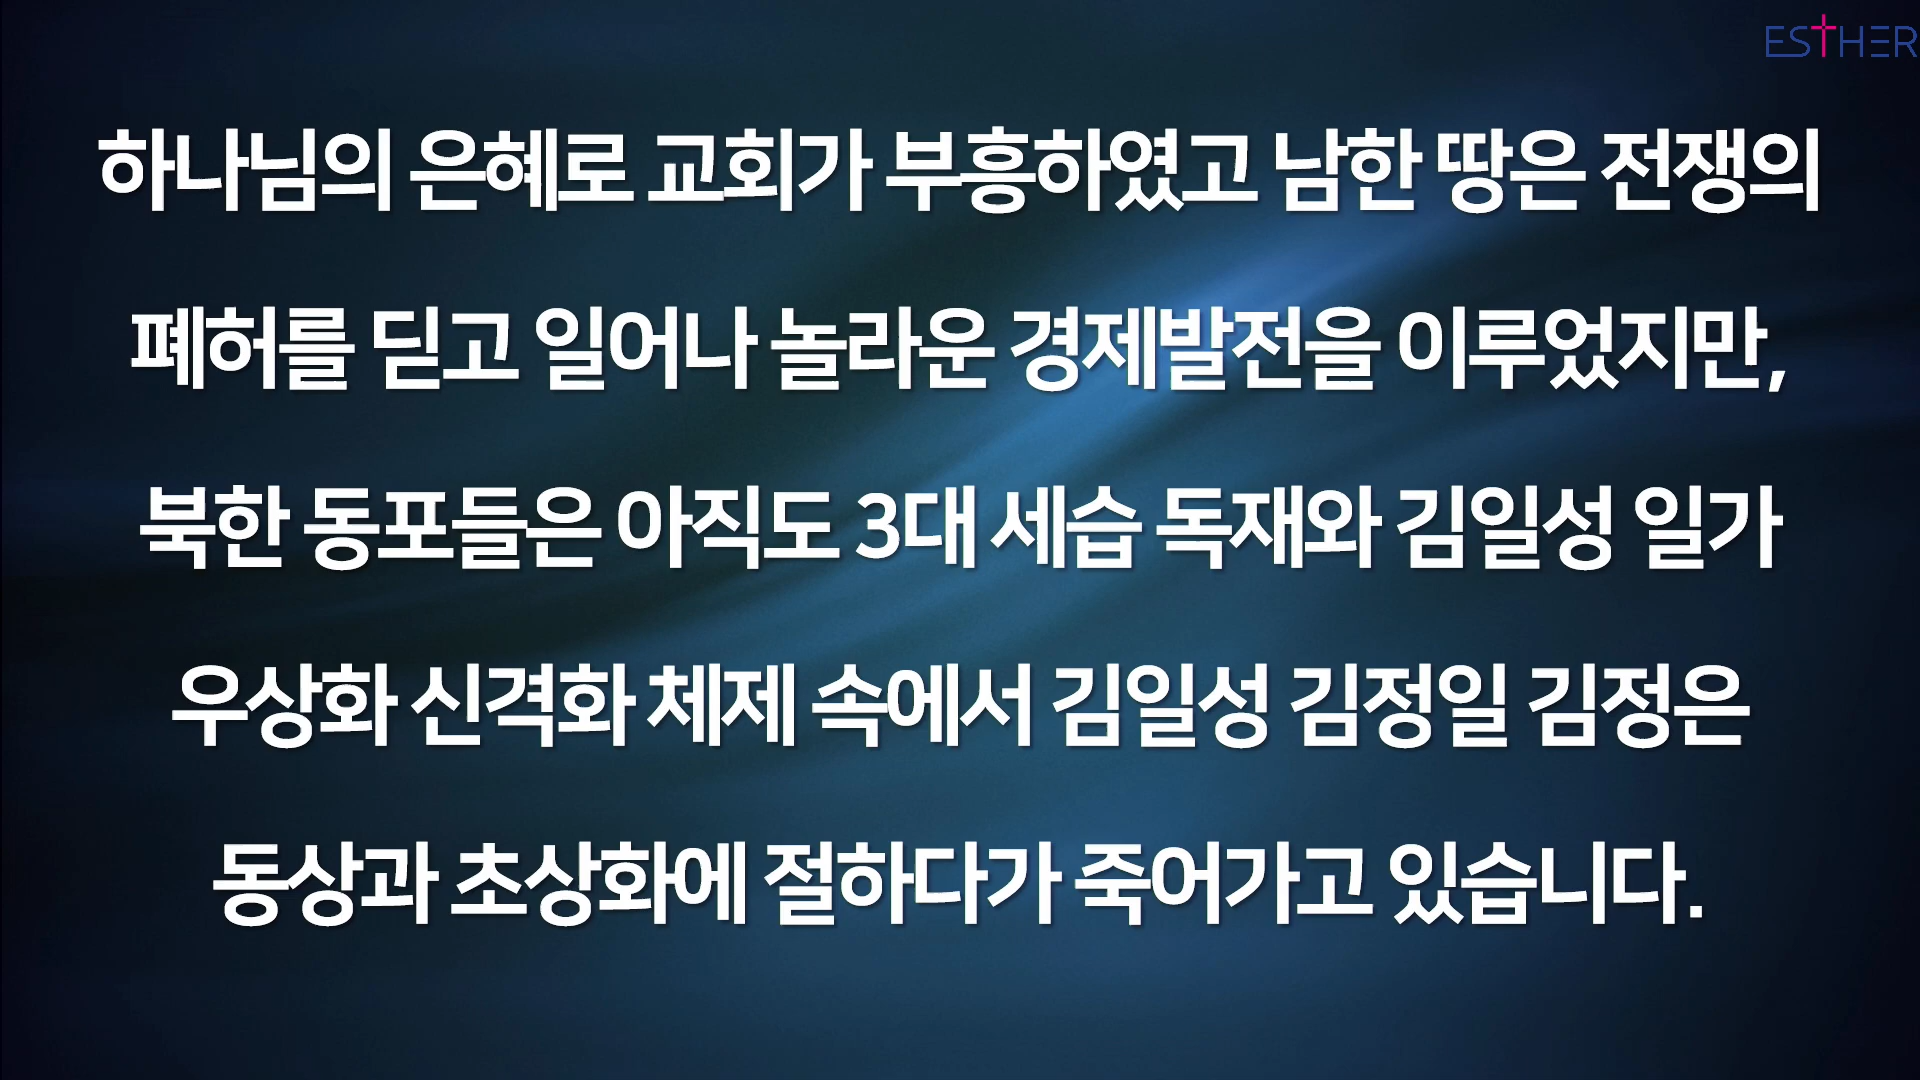 ESTHER
하나님의 은혜로 교회가 부흥하였고 남한 땅은 전쟁의
폐허를 딛고 일어나 놀라운 경제발전을 이루었지만,
북한 동포들은 아직도 3대 세습 독재와 김일성 일가
우상화 신격화 체제 속에서 김일성 김정일 김정은
동상과 초상화에 절하다가 죽어가고 있습니다.